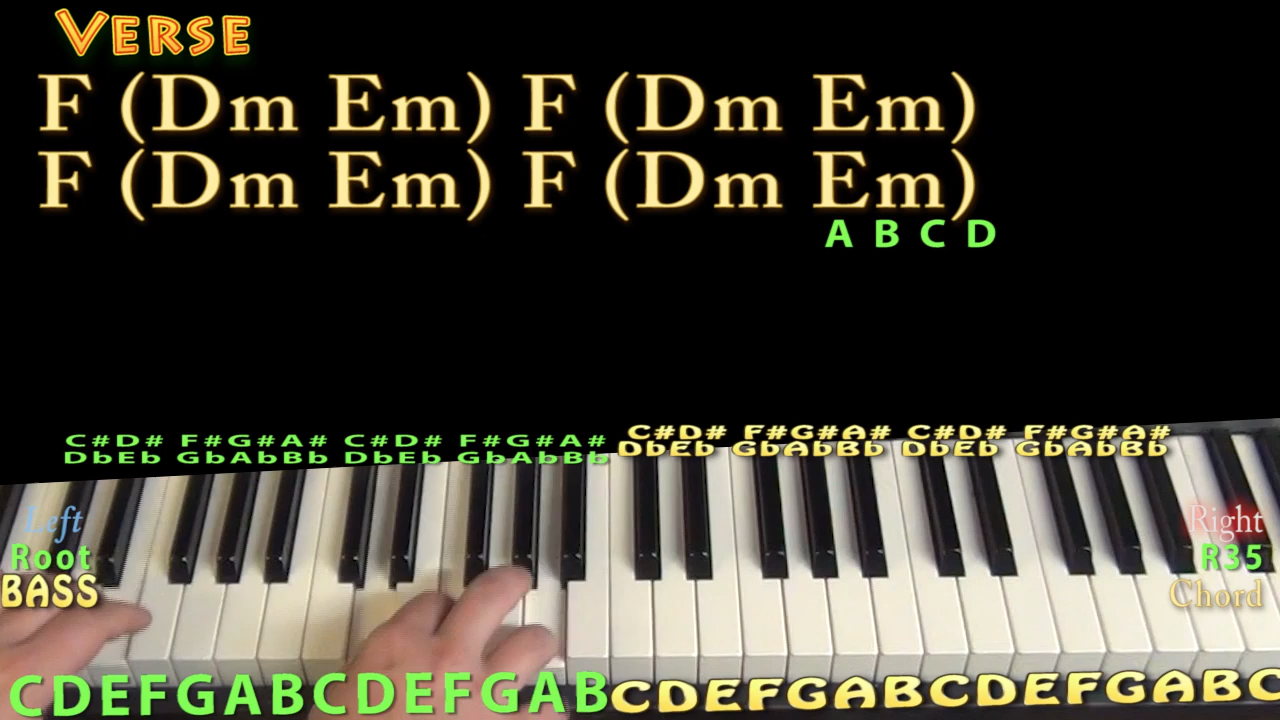 VERSE
F (Dm Em) F (Dm Em)
F (Dm Em) F (Dm Em)
A B C D
C#D# F#G#A# C#D# F#G#A# C#D# F#G#A# C#D# F#G#A#
DbEb GbAbBb DbEb GbAbBb DbEb GbAbBb DbEb GbAbBb
Left
Root
BASS
Right
R35
Chord
CDEFGABCDEFGABCDEFGABCDEFGABC